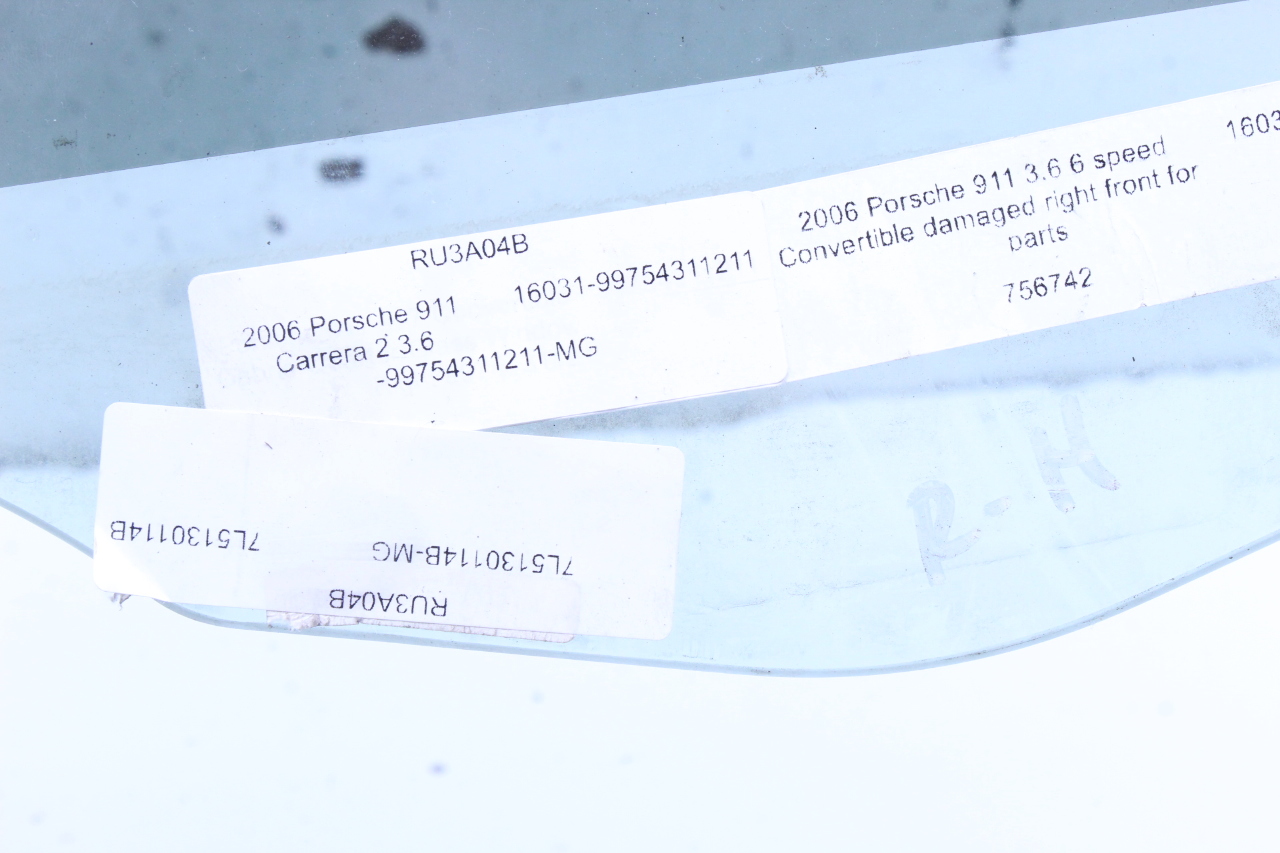 RU3A04B
2006 Porsche 911 16031-99754311211
Carrera 2 3.6
-99754311211-MG
2006 Porsche 911 3.6 6 speed
Convertible damaged right front for
parts
756742
1603
R-H
RU3A04B
7L5130114B-MG 7L5130114B